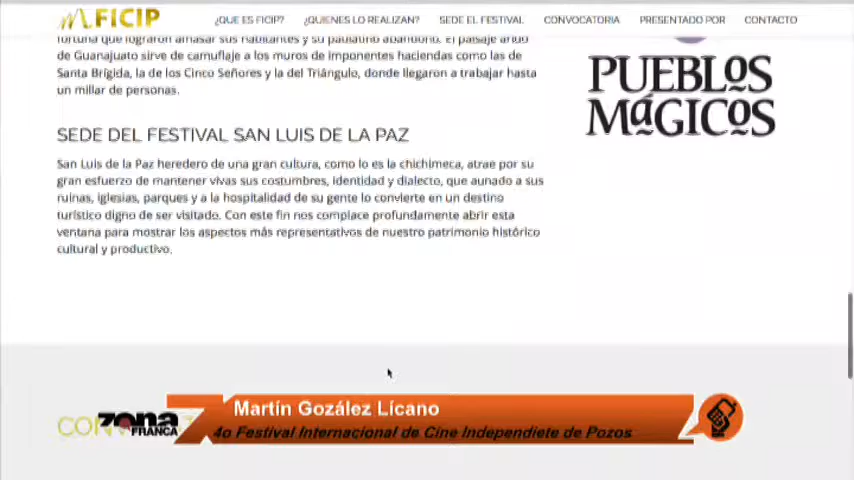 FICIP
¿QUE ES FICIP? ¿QUIENES LO REALIZAN? SEDE EL FESTIVAL CONVOCATORIA PRESENTADO POR CONTACTO
fortuna que lograron amasar sus habitantes y su paulatino abandono. El paisaje árido
de Guanajuato sirve de camuflaje a los muros de imponentes haciendas como las de
Santa Brígida, la de los Cinco Señores y la del Triángulo, donde llegaron a trabajar hasta
un millar de personas.
PUEBLOS
MÁGICOS
SEDE DEL FESTIVAL SAN LUIS DE LA PAZ
San Luis de la Paz heredero de una gran cultura, como lo es la chichimeca, atrae por su
gran esfuerzo de mantener vivas sus costumbres, identidad y dialecto, que aunado a sus
ruinas, iglesias, parques y a la hospitalidad de su gente lo convierte en un destino
turístico digno de ser visitado. Con este fin nos complace profundamente abrir esta
ventana para mostrar los aspectos más representativos de nuestro patrimonio histórico
cultural y productivo.
Martín Gozález Lícano
zona
FRANCA
4o Festival Internacional de Cine Independiete de Pozos